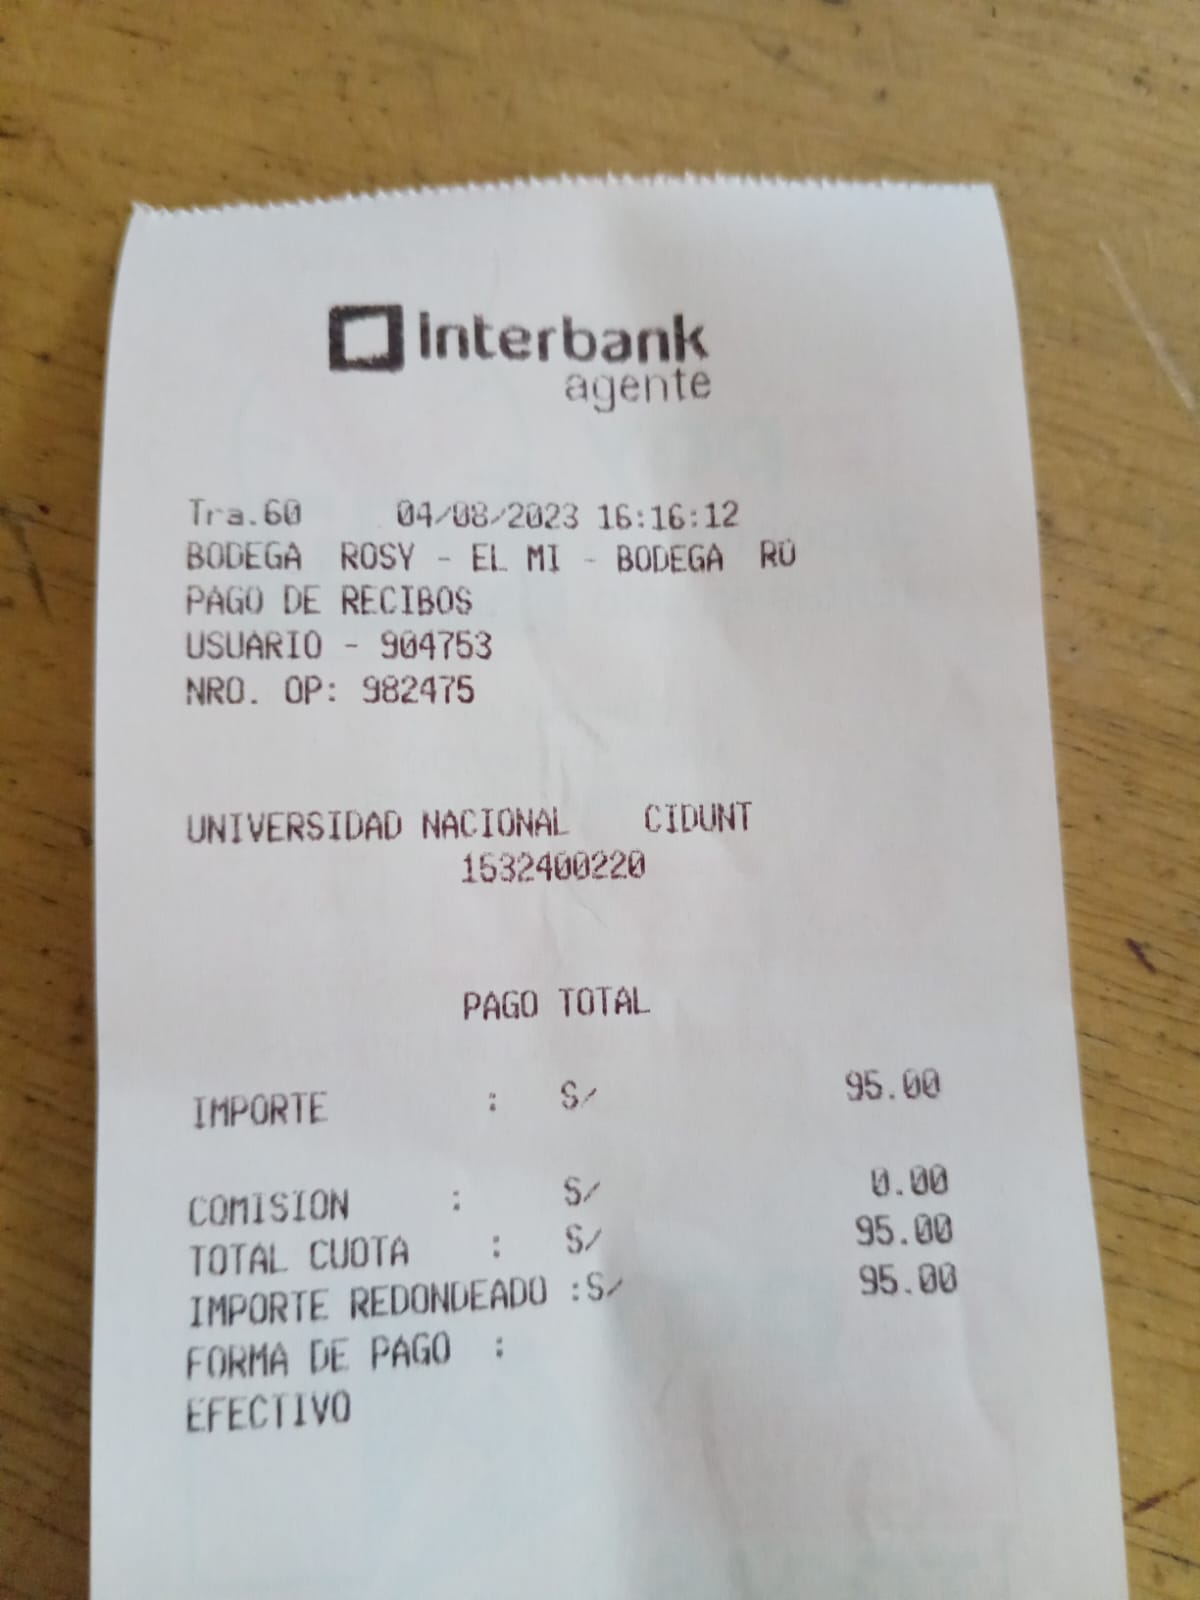 Interbank
agente
Tra.60 04/08/2023 16:16:12
BODEGA ROSY - EL MI - BODEGA RO
PAGO DE RECIBOS
USUARIO - 904753
NRO. OP: 982475
UNIVERSIDAD NACIONAL CIDUNT
1532400220
PAGO TOTAL
IMPORTE : S/ 95.00
COMISION : S/ 0.00
TOTAL CUOTA : S/ 95.00
IMPORTE REDONDEADO :S/ 95.00
FORMA DE PAGO :
EFECTIVO